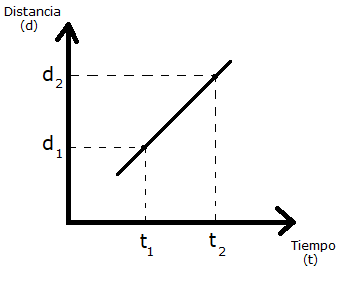 Distancia
(d)
d2
d1
t1
t2
Tiempo
(t)